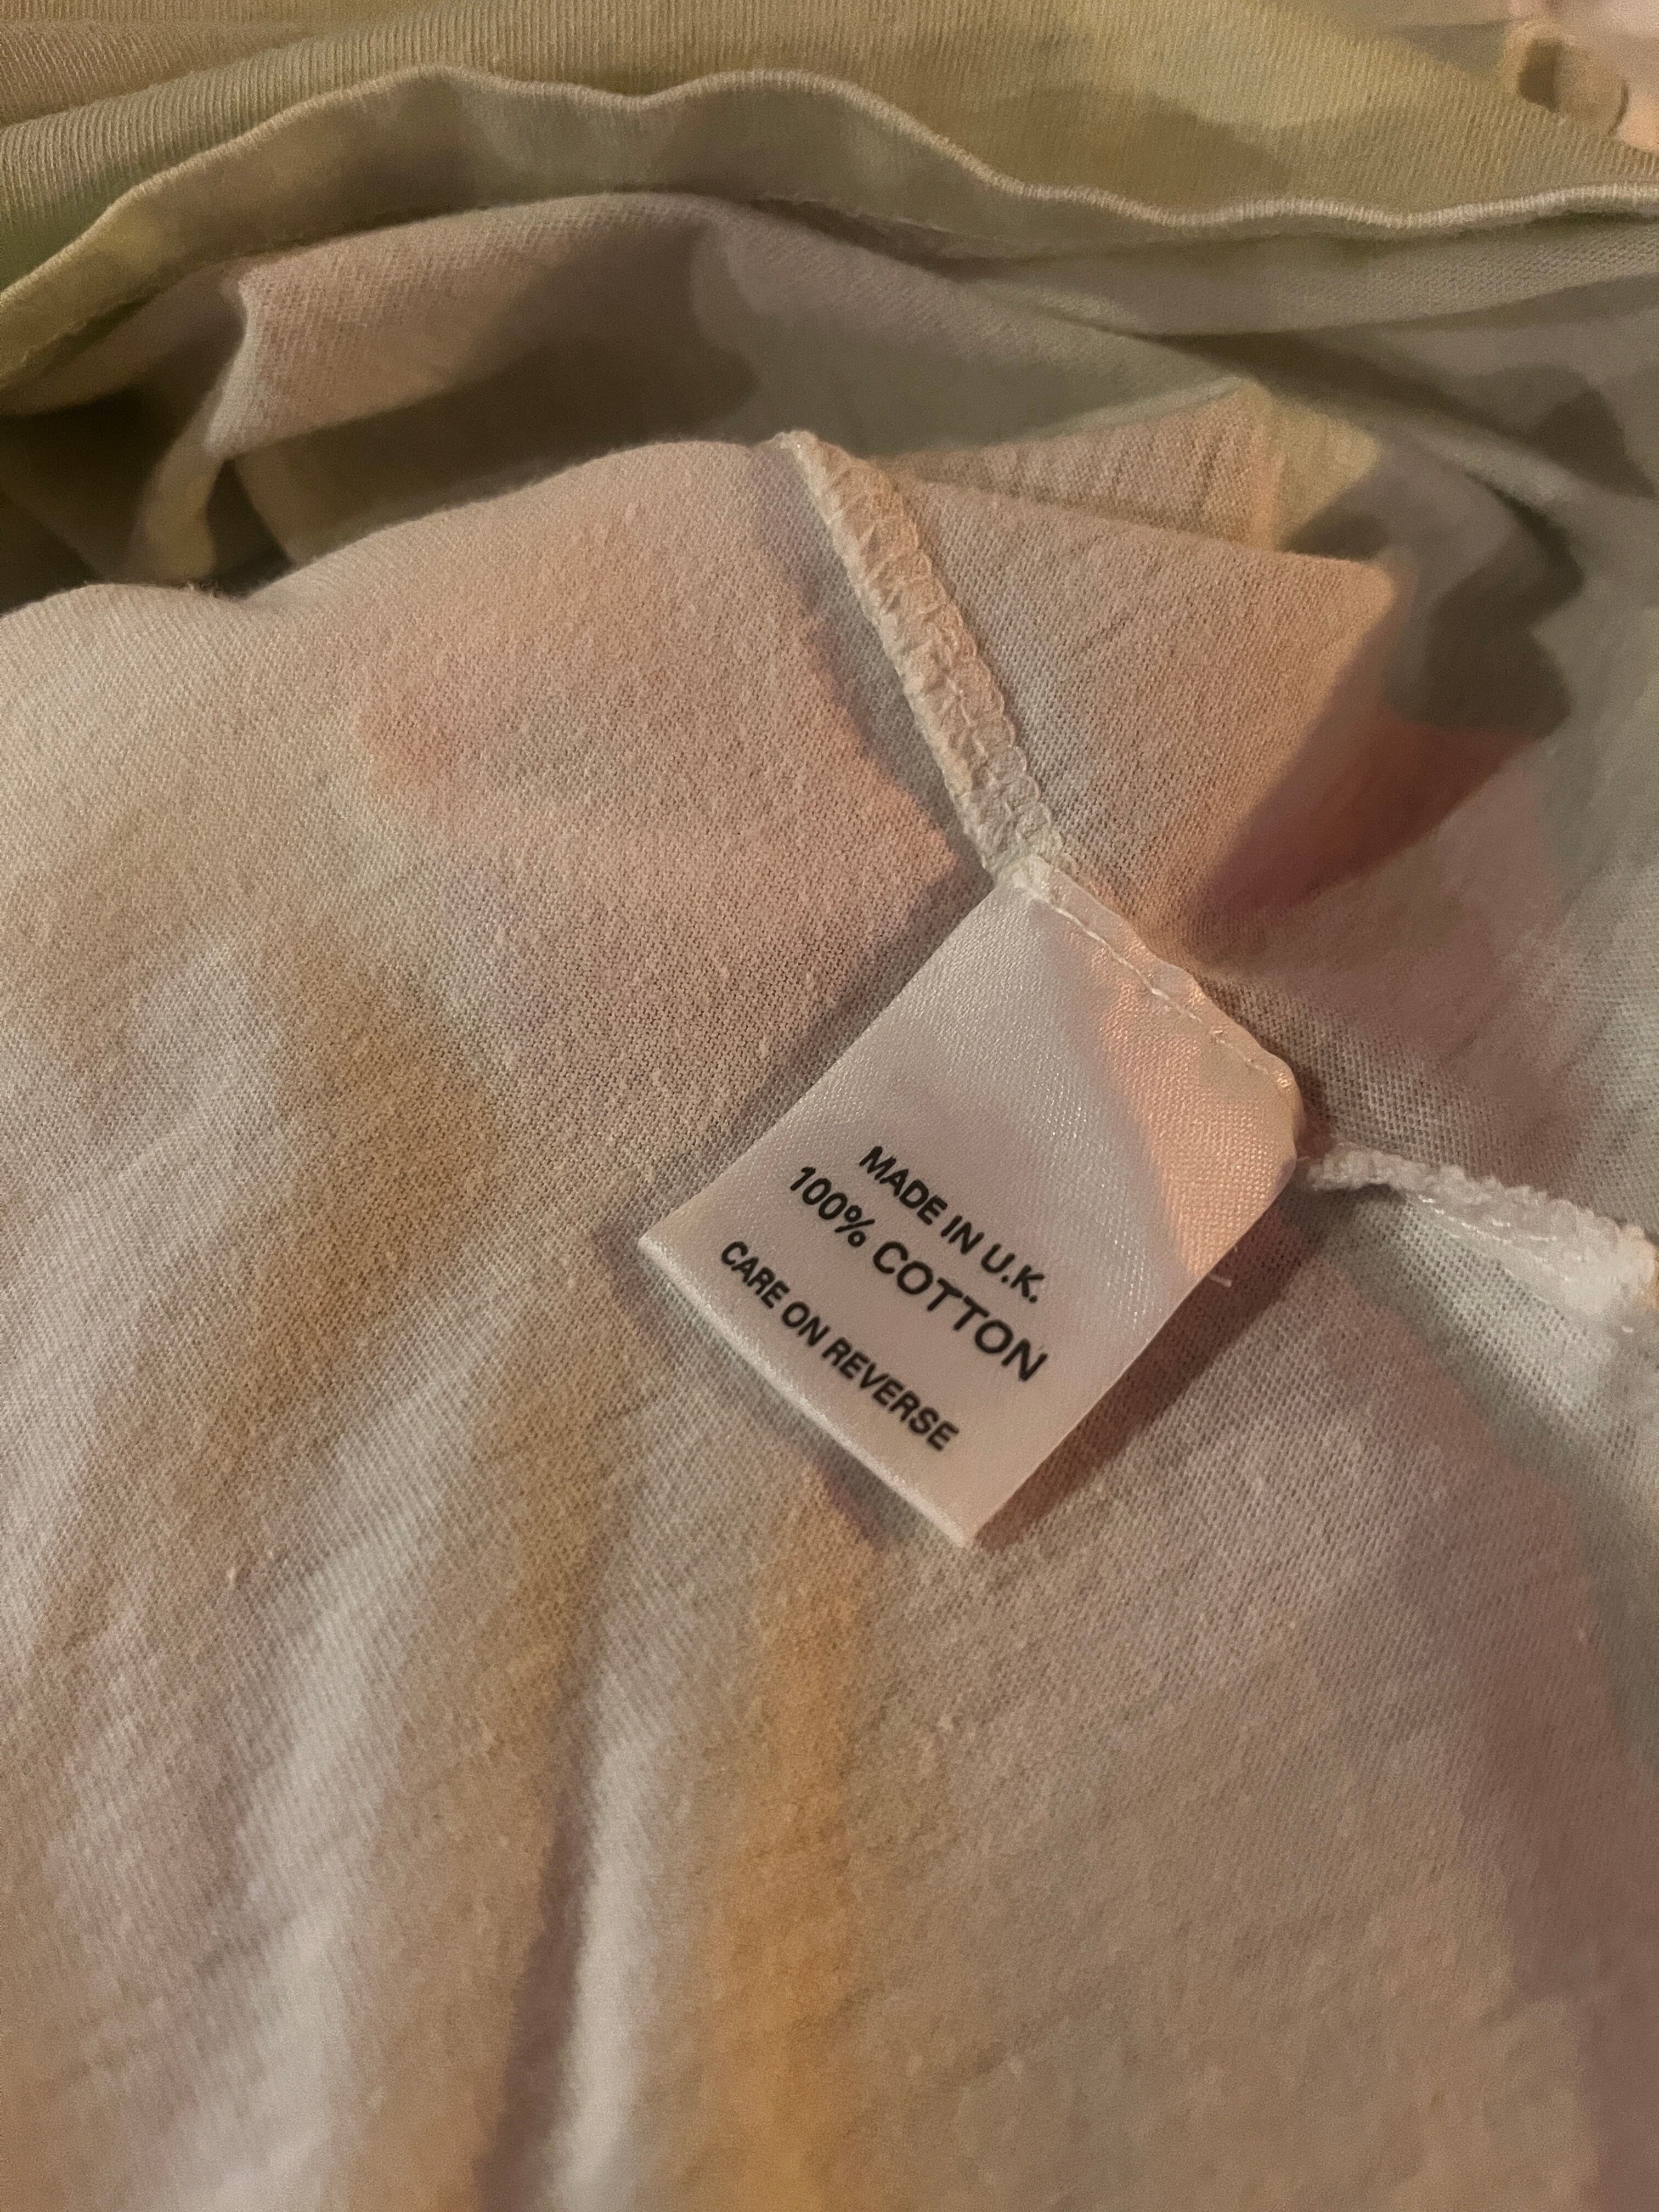 MADE IN U.K.
100% COTTON
CARE ON REVERSE